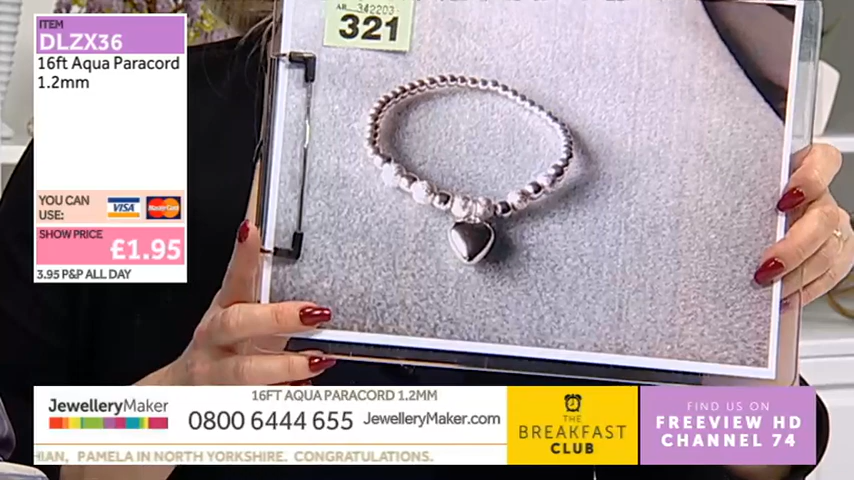 ITEM
DLZX36
16ft Aqua Paracord
1.2mm
YOU CAN
USE:
VISA
MasterCard
SHOW PRICE
£1.95
3.95 P&P ALL DAY
342203
321
JewelleryMaker
16FT AQUA PARACORD 1.2MM
0800 6444 655
JewelleryMaker.com
THE
BREAKFAST
CLUB
FIND US ON
FREEVIEW HD
CHANNEL 74
HIAN, PAMELA IN NORTH YORKSHIRE. CONGRATULATIONS.